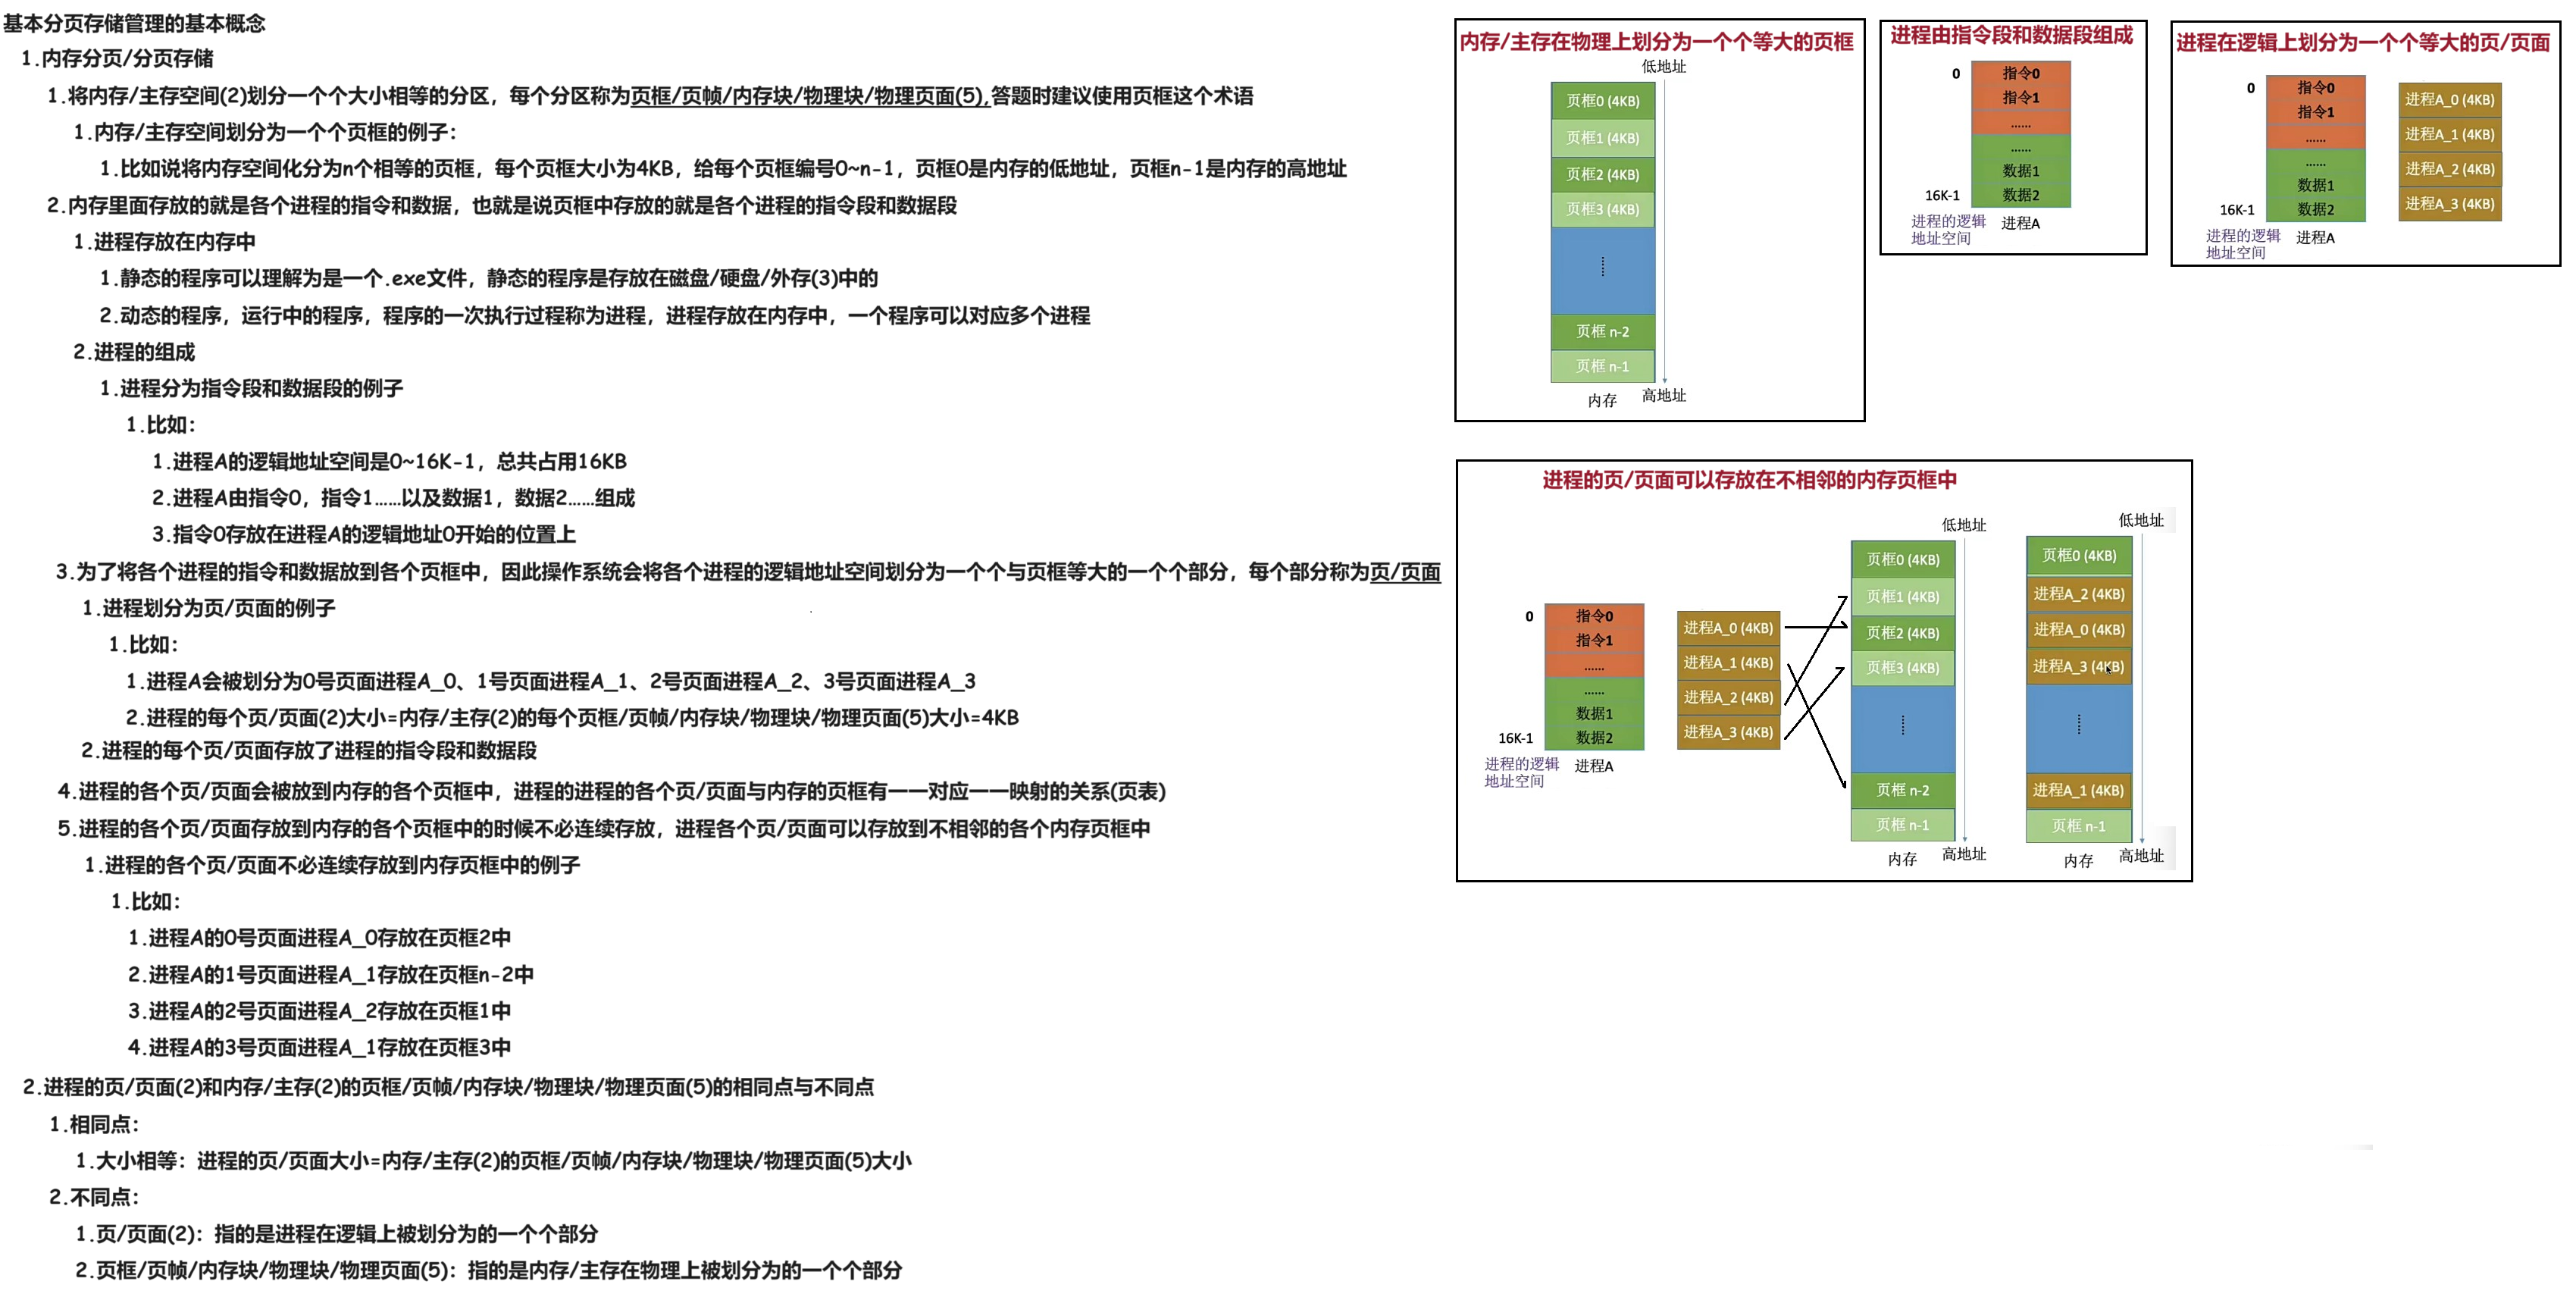 基本分页存储管理的基本概念
1.内存分页/分页存储
1.将内存/主存空间(2)划分一个个大小相等的分区，每个分区称为页框/页帧/内存块/物理块/物理页面(5),答题时建议使用页框这个术语
1.内存/主存空间划分为一个个页框的例子：
1.比如说将内存空间化分为n个相等的页框，每个页框大小为4KB，给每个页框编号0~n-1，页框0是内存的低地址，页框n-1是内存的高地址
2.内存里面存放的就是各个进程的指令和数据，也就是说页框中存放的就是各个进程的指令段和数据段
1.进程存放在内存中
1.静态的程序可以理解为是一个.exe文件，静态的程序是存放在磁盘/硬盘/外存(3)中的
2.动态的程序，运行中的程序，程序的一次执行过程称为进程，进程存放在内存中，一个程序可以对应多个进程
2.进程的组成
1.进程分为指令段和数据段的例子
1.比如：
1.进程A的逻辑地址空间是0~16K-1，总共占用16KB
2.进程A由指令0，指令1……以及数据1，数据2……组成
3.指令0存放在进程A的逻辑地址0开始的位置上
3.为了将各个进程的指令和数据放到各个页框中，因此操作系统会将各个进程的逻辑地址空间划分为一个个与页框等大的一个个部分，每个部分称为页/页面
1.进程划分为页/页面的例子
1.比如：
1.进程A会被划分为0号页面进程A_0、1号页面进程A_1、2号页面进程A_2、3号页面进程A_3
2.进程的每个页/页面(2)大小=内存/主存(2)的每个页框/页帧/内存块/物理块/物理页面(5)大小=4KB
2.进程的每个页/页面存放了进程的指令段和数据段
4.进程的各个页/页面会被放到内存的各个页框中，进程的进程的各个页/页面与内存的页框有一一对应一一映射的关系(页表)
5.进程的各个页/页面存放到内存的各个页框中的时候不必连续存放，进程各个页/页面可以存放到不相邻的各个内存页框中
1.进程的各个页/页面不必连续存放到内存页框中的例子
1.比如：
1.进程A的0号页面进程A_0存放在页框2中
2.进程A的1号页面进程A_1存放在页框n-2中
3.进程A的2号页面进程A_2存放在页框1中
4.进程A的3号页面进程A_1存放在页框3中
2.进程的页/页面(2)和内存/主存(2)的页框/页帧/内存块/物理块/物理页面(5)的相同点与不同点
1.相同点：
1.大小相等：进程的页/页面大小=内存/主存(2)的页框/页帧/内存块/物理块/物理页面(5)大小
2.不同点：
1.页/页面(2)：指的是进程在逻辑上被划分为的一个个部分
2.页框/页帧/内存块/物理块/物理页面(5)：指的是内存/主存在物理上被划分为的一个个部分
内存/主存在物理上划分为一个个等大的页框
低地址
页框0 (4KB)
页框1 (4KB)
页框2 (4KB)
页框3 (4KB)
……
页框 n-2
页框 n-1
内存
高地址
进程由指令段和数据段组成
0
指令0
指令1
……
……
数据1
16K-1
数据2
进程的逻辑
地址空间
进程A
进程在逻辑上划分为一个个等大的页/页面
0
指令0
指令1
……
……
数据1
16K-1
数据2
进程的逻辑
地址空间
进程A
进程A_0 (4KB)
进程A_1 (4KB)
进程A_2 (4KB)
进程A_3 (4KB)
进程的页/页面可以存放在不相邻的内存页框中
0
指令0
指令1
……
……
数据1
16K-1
数据2
进程的逻辑
地址空间
进程A
进程A_0 (4KB)
进程A_1 (4KB)
进程A_2 (4KB)
进程A_3 (4KB)
低地址
页框0 (4KB)
页框1 (4KB)
页框2 (4KB)
页框3 (4KB)
……
页框 n-2
页框 n-1
内存
高地址
低地址
页框0 (4KB)
进程A_2 (4KB)
进程A_0 (4KB)
进程A_3 (4KB)
……
进程A_1 (4KB)
页框 n-1
内存
高地址